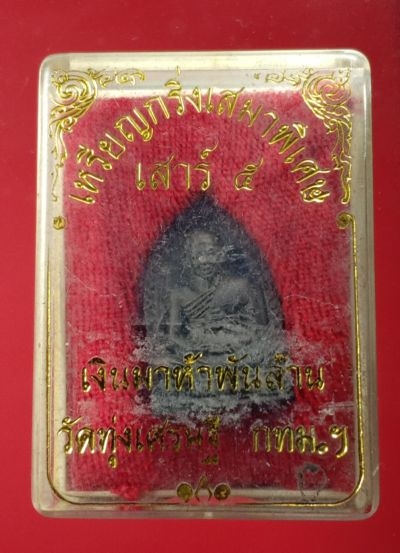 เหรียญกริ่งเสมาพิเศษ
เสาร์ ๕
เงินมาห้าพันล้าน
วัดทุ่งเศรษฐี กทม.ฯ